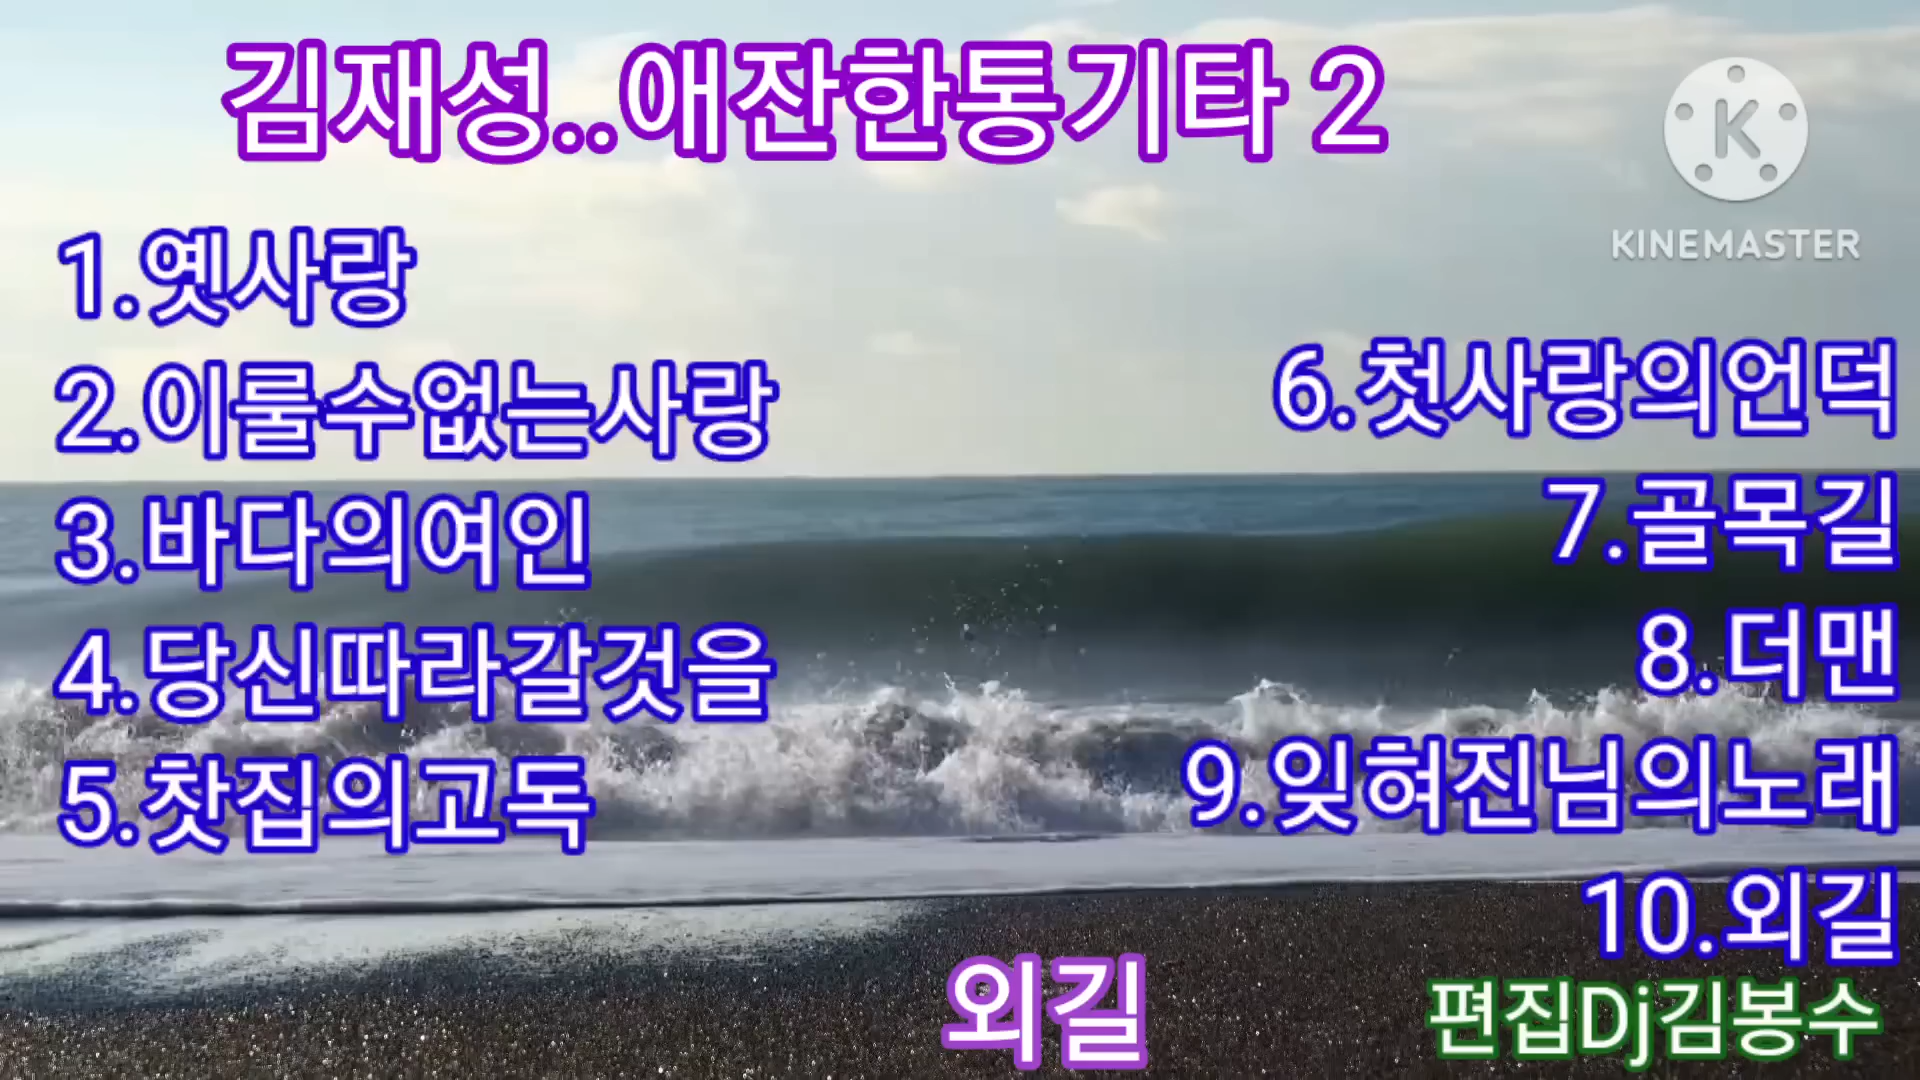 김재성..애잔한통기타 2
KINEMASTER
1.옛사랑
2.이룰수없는사랑
3.바다의여인
4.당신따라갈것을
5.찻집의고독
6.첫사랑의언덕
7.골목길
8.더맨
9.잊혀진님의노래
10.외길
외길
편집Dj김봉수